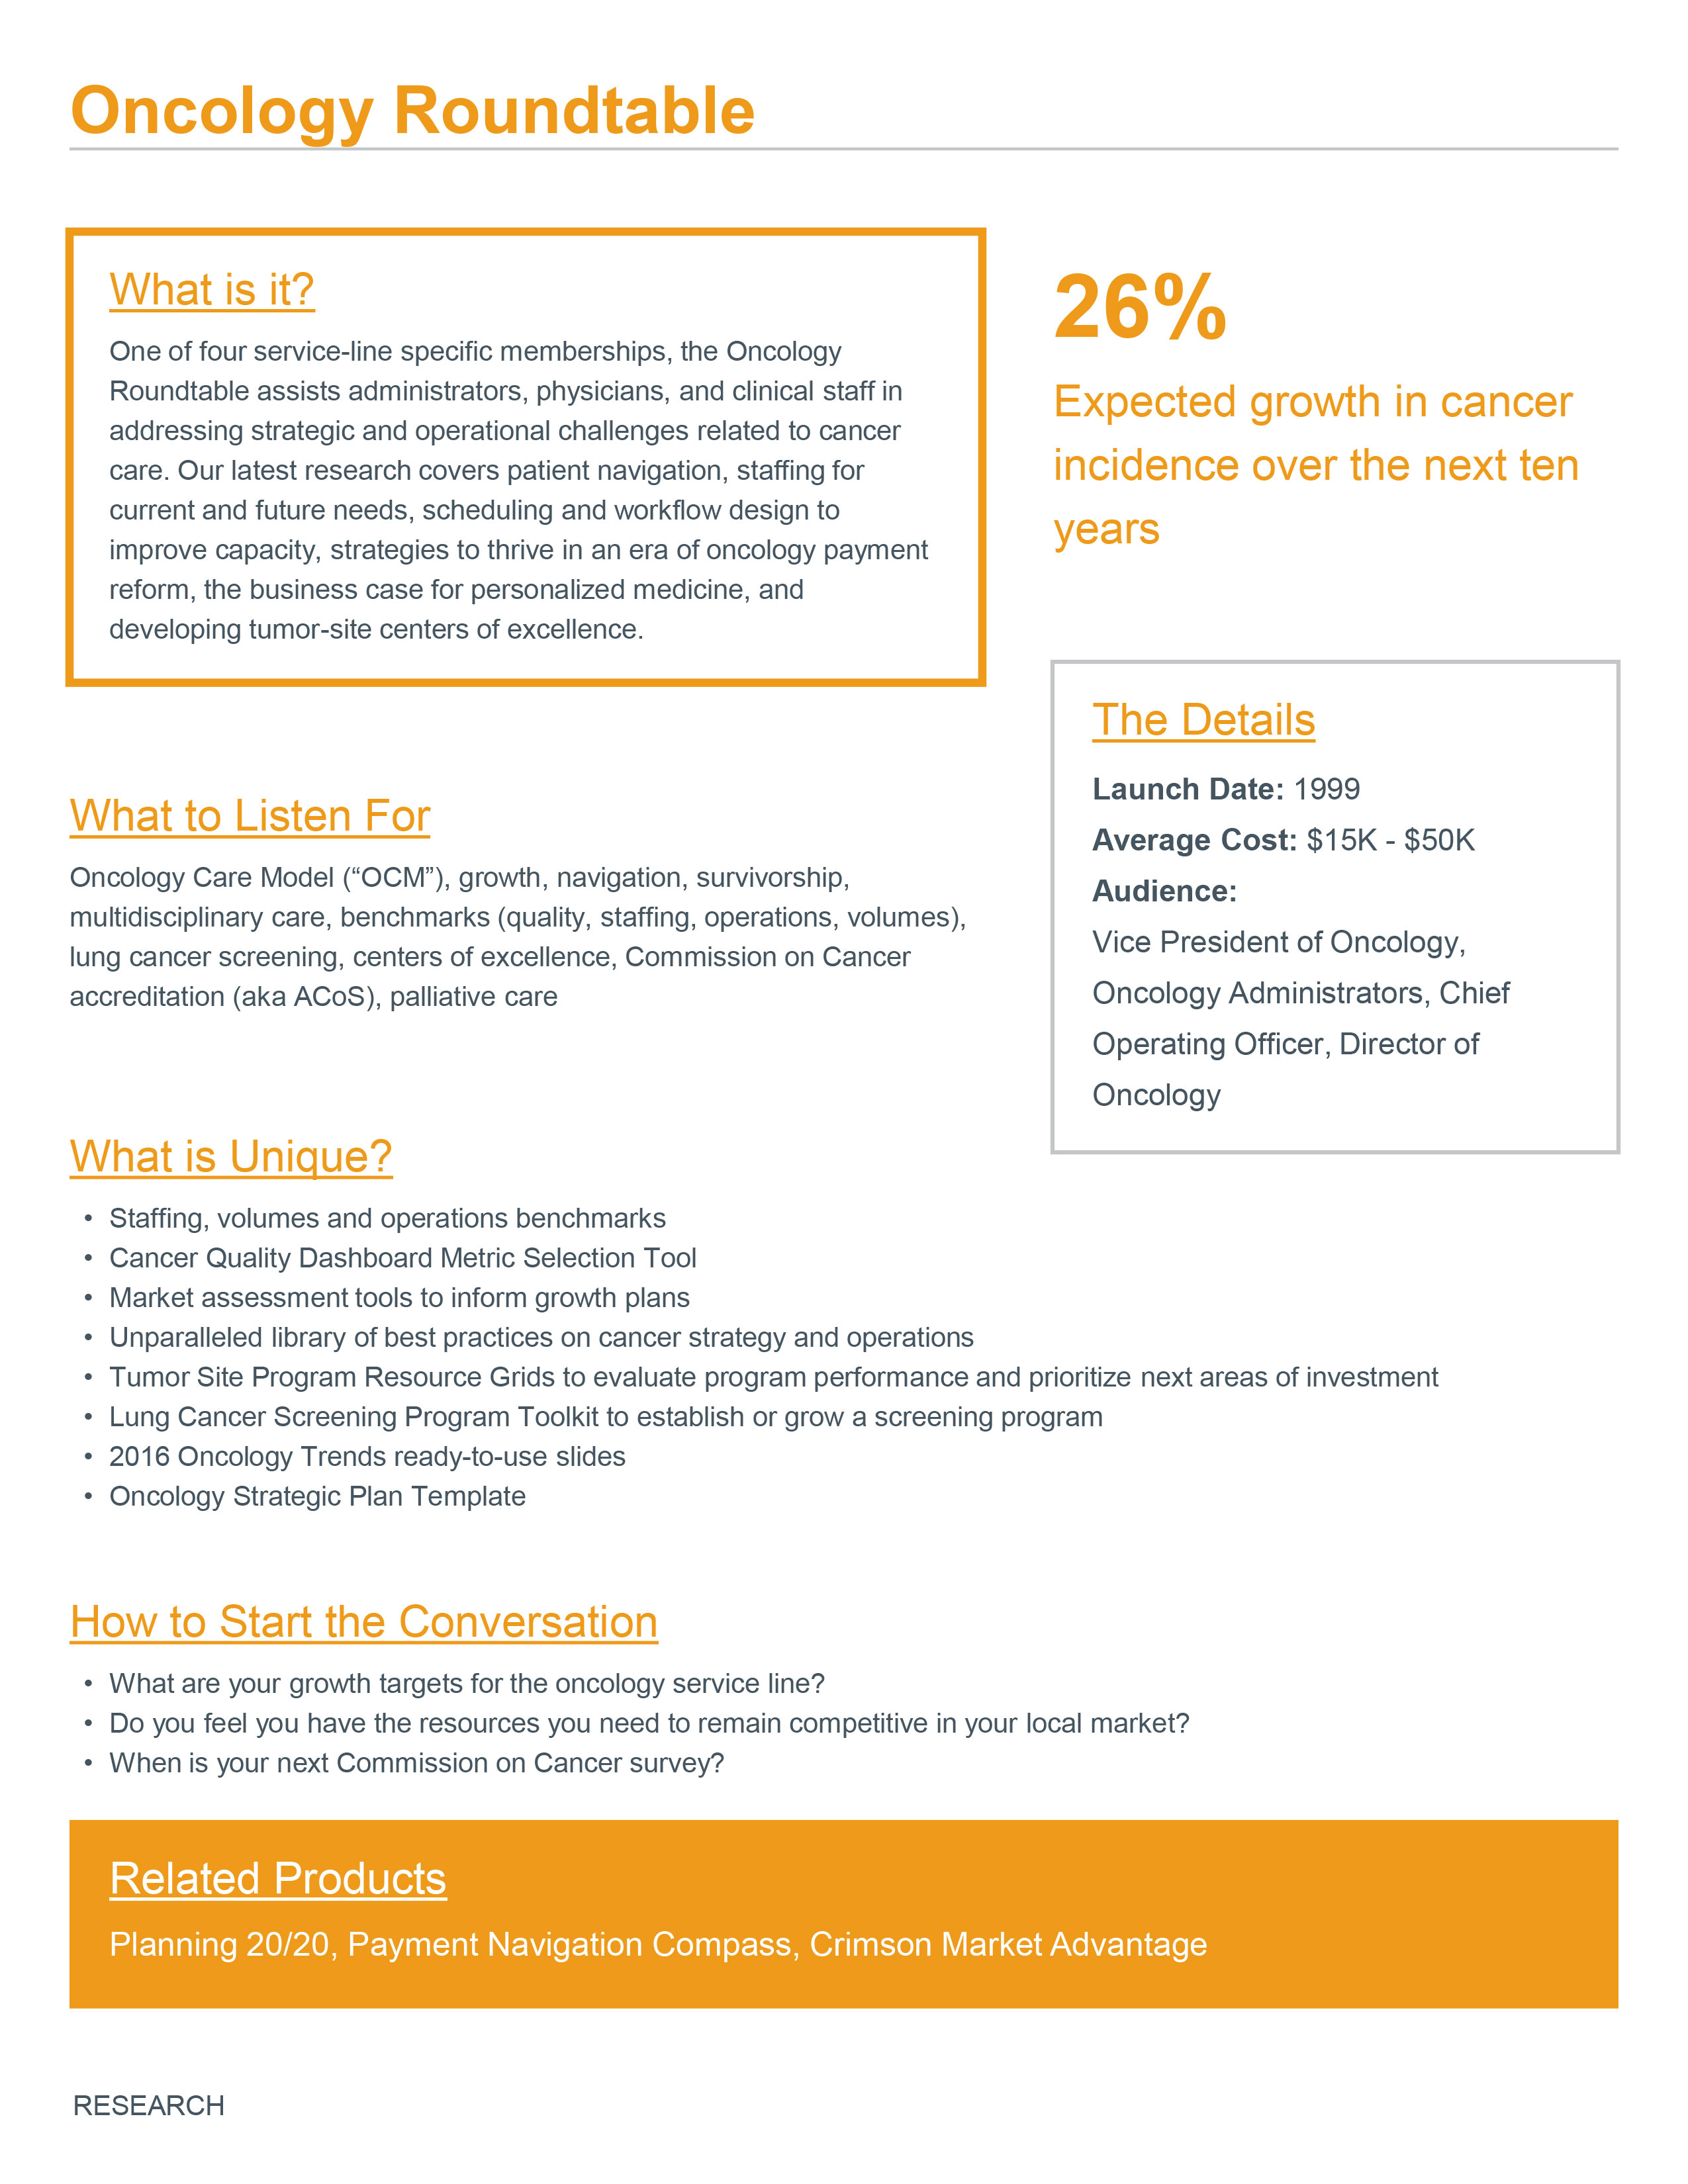 Oncology Roundtable
What is it?
One of four service-line specific memberships, the Oncology
Roundtable assists administrators, physicians, and clinical staff in
addressing strategic and operational challenges related to cancer
care. Our latest research covers patient navigation, staffing for
current and future needs, scheduling and workflow design to
improve capacity, strategies to thrive in an era of oncology payment
reform, the business case for personalized medicine, and
developing tumor-site centers of excellence.
26%
Expected growth in cancer
incidence over the next ten
years
The Details
Launch Date: 1999
Average Cost: $15K - $50K
Audience:
Vice President of Oncology,
Oncology Administrators, Chief
Operating Officer, Director of
Oncology
What to Listen For
Oncology Care Model (“OCM”), growth, navigation, survivorship,
multidisciplinary care, benchmarks (quality, staffing, operations, volumes),
lung cancer screening, centers of excellence, Commission on Cancer
accreditation (aka ACoS), palliative care
What is Unique?
• Staffing, volumes and operations benchmarks
• Cancer Quality Dashboard Metric Selection Tool
• Market assessment tools to inform growth plans
• Unparalleled library of best practices on cancer strategy and operations
• Tumor Site Program Resource Grids to evaluate program performance and prioritize next areas of investment
• Lung Cancer Screening Program Toolkit to establish or grow a screening program
• 2016 Oncology Trends ready-to-use slides
• Oncology Strategic Plan Template
How to Start the Conversation
• What are your growth targets for the oncology service line?
• Do you feel you have the resources you need to remain competitive in your local market?
• When is your next Commission on Cancer survey?
Related Products
Planning 20/20, Payment Navigation Compass, Crimson Market Advantage
RESEARCH